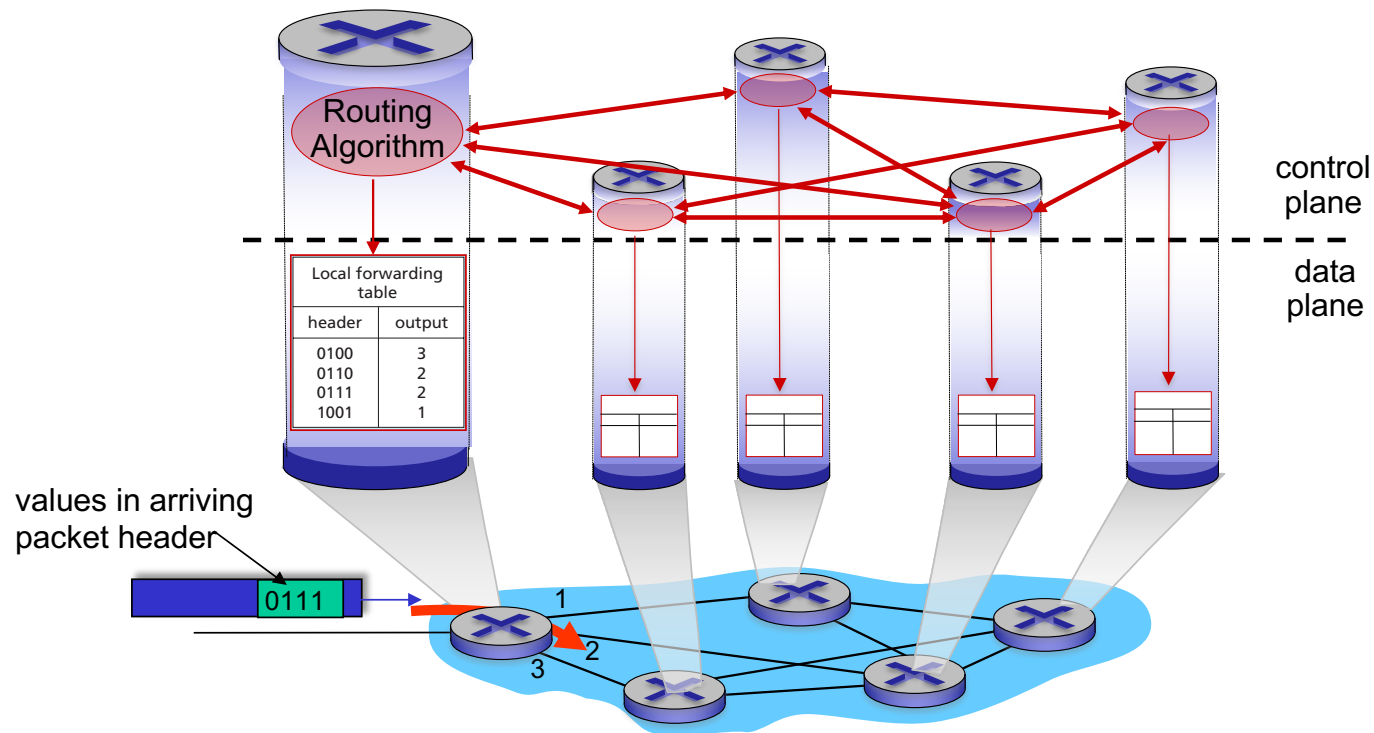 Routing
Algorithm
control
plane
data
plane
Local forwarding
table
header output
0100 3
0110 2
0111 2
1001 1
values in arriving
packet header
0111
1
2
3